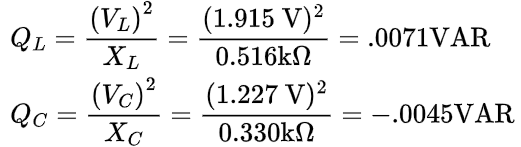 Q_L = (V_L)^2 / X_L = (1.915 V)^2 / 0.516kΩ = .0071VAR
Q_C = (V_C)^2 / X_C = (1.227 V)^2 / 0.330kΩ = −.0045VAR